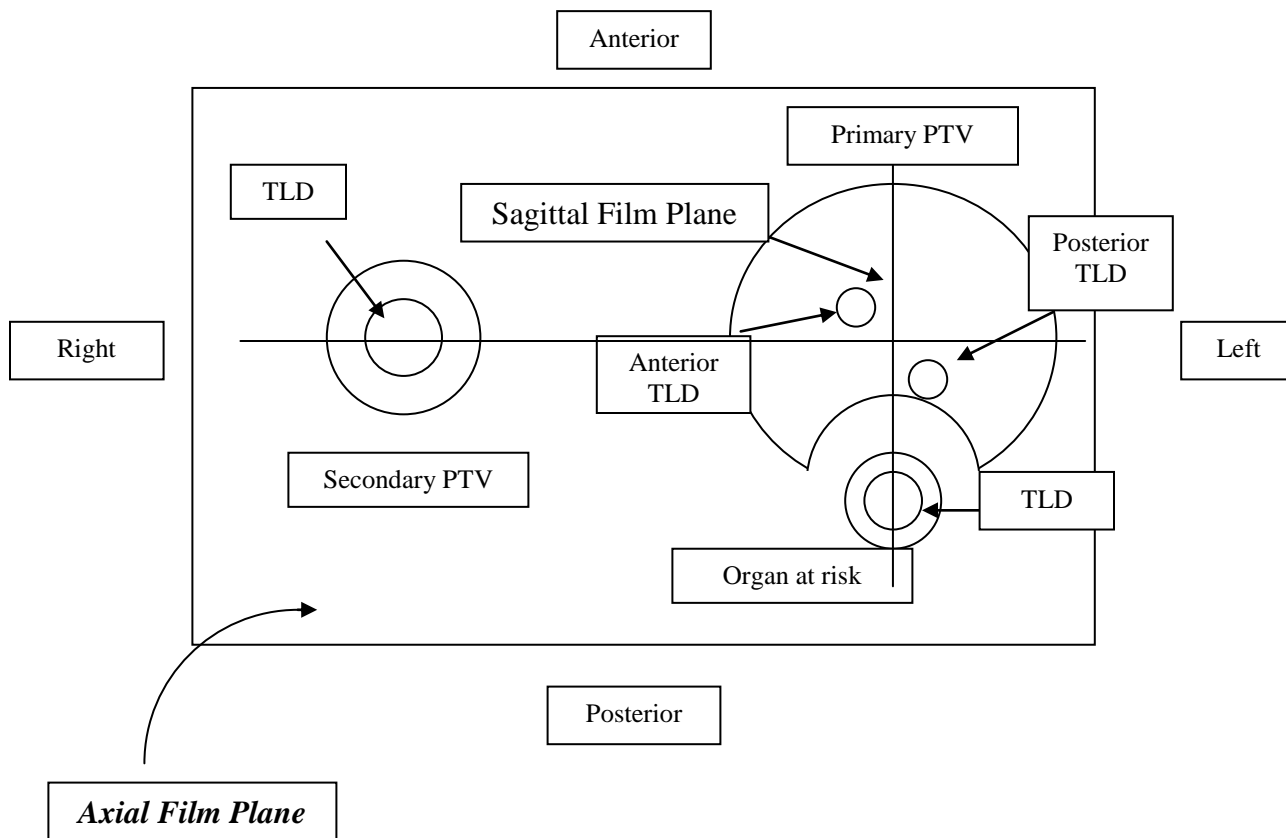 Anterior
Primary PTV
TLD
Sagittal Film Plane
Posterior
TLD
Right
Anterior
TLD
Left
Secondary PTV
TLD
Organ at risk
Posterior
Axial Film Plane